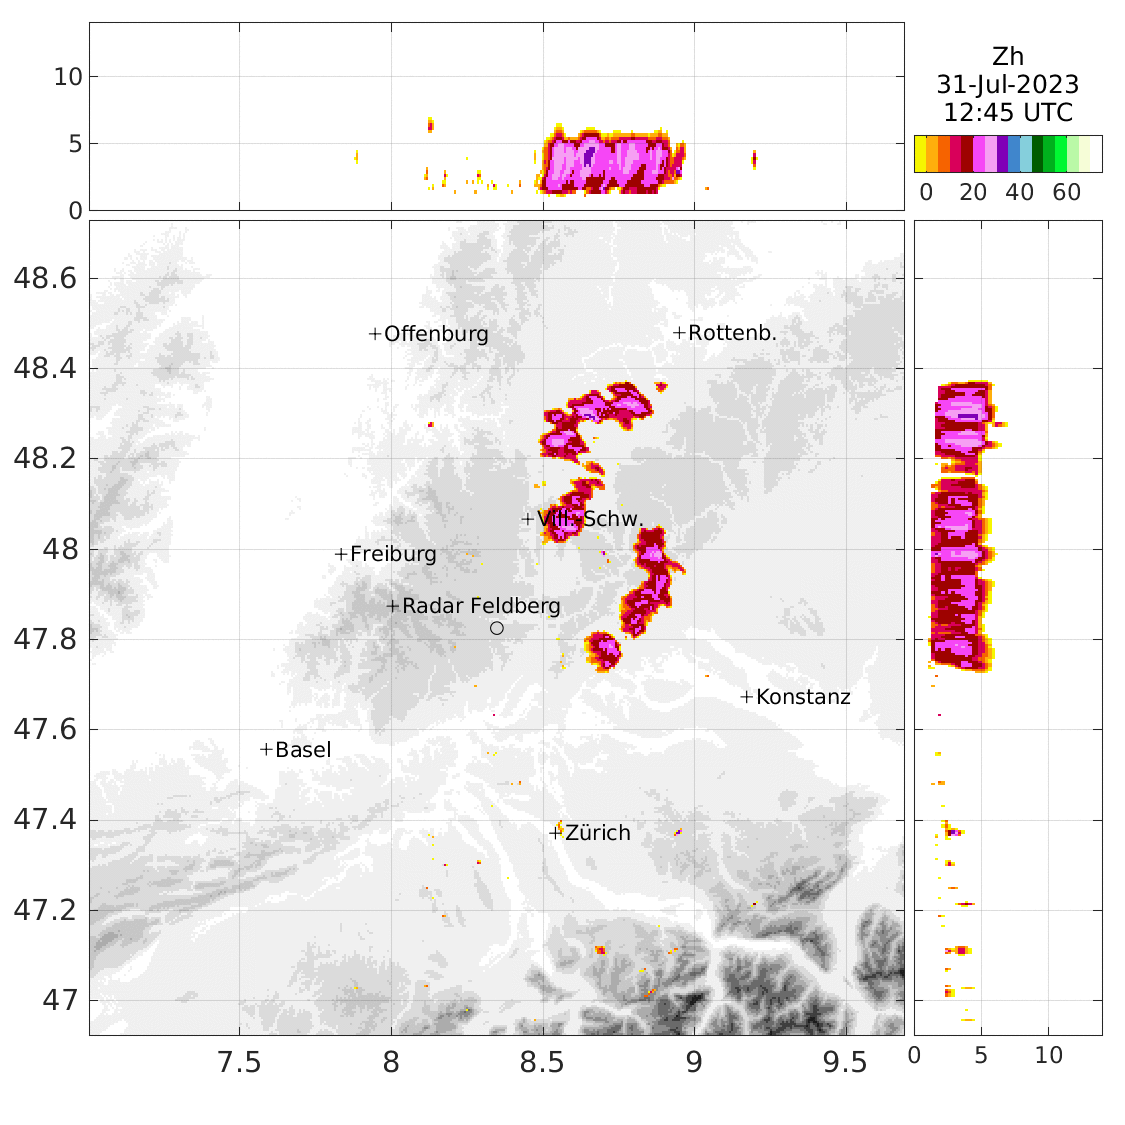 10
5
0
Zh
31-Jul-2023
12:45 UTC
0 20 40 60
48.6
48.4
48.2
48
47.8
47.6
47.4
47.2
47
Offenburg
Rottenb.
Vill.-Schw.
Freiburg
Radar Feldberg
Konstanz
Basel
Zürich
7.5 8 8.5 9 9.5
0 5 10